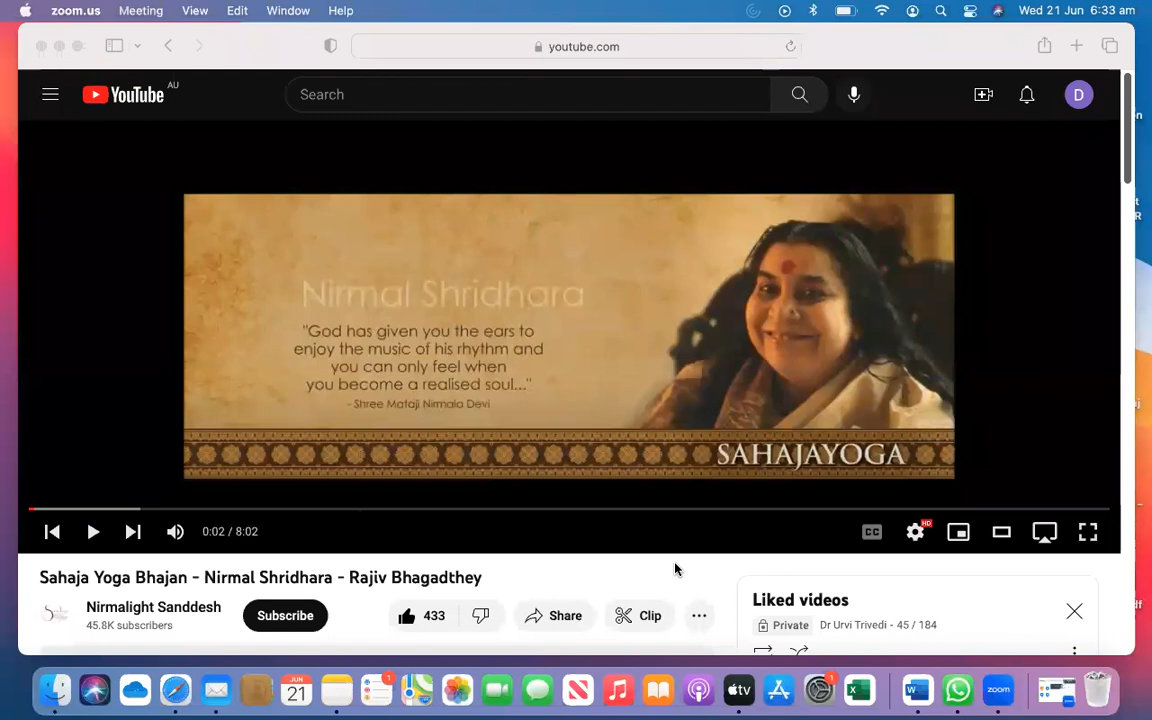 zoom.us Meeting View Edit Window Help Wed 21 Jun 6:33 am
youtube.com
YouTube AU Search D
Nirmal Shridhara
"God has given you the ears to
enjoy the music of his rhythm and
you can only feel when
you become a realised soul..."
- Shree Mataji Nirmala Devi
SAHAJAYOGA
0:02 / 8:02 CC HD
Sahaja Yoga Bhajan - Nirmal Shridhara - Rajiv Bhagadthey
Nirmalight Sanddesh
45.8K subscribers
Subscribe 433 Share Clip
Liked videos
Private Dr Urvi Trivedi - 45 / 184
JUN
21
1
tv
1
zoom